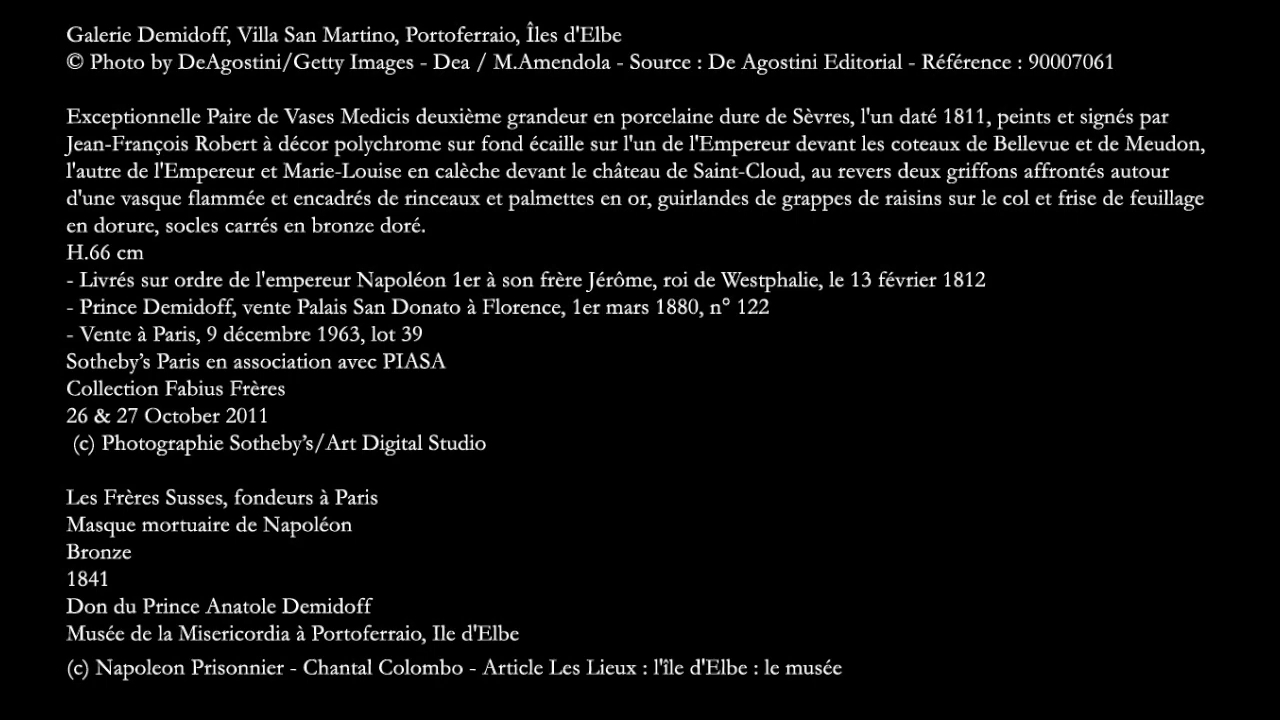 Galerie Demidoff, Villa San Martino, Portoferraio, Îles d'Elbe
© Photo by DeAgostini/Getty Images - Dea / M.Amendola - Source : De Agostini Editorial - Référence : 90007061
Exceptionnelle Paire de Vases Medicis deuxième grandeur en porcelaine dure de Sèvres, l'un daté 1811, peints et signés par
Jean-François Robert à décor polychrome sur fond écaille sur l'un de l'Empereur devant les coteaux de Bellevue et de Meudon,
l'autre de l'Empereur et Marie-Louise en calèche devant le château de Saint-Cloud, au revers deux griffons affrontés autour
d'une vasque flammée et encadrés de rinceaux et palmettes en or, guirlandes de grappes de raisins sur le col et frise de feuillage
en dorure, socles carrés en bronze doré.
H.66 cm
- Livrés sur ordre de l'empereur Napoléon 1er à son frère Jérôme, roi de Westphalie, le 13 février 1812
- Prince Demidoff, vente Palais San Donato à Florence, 1er mars 1880, n° 122
- Vente à Paris, 9 décembre 1963, lot 39
Sotheby’s Paris en association avec PIASA
Collection Fabius Frères
26 & 27 October 2011
(c) Photographie Sotheby’s/Art Digital Studio
Les Frères Susses, fondeurs à Paris
Masque mortuaire de Napoléon
Bronze
1841
Don du Prince Anatole Demidoff
Musée de la Misericordia à Portoferraio, Ile d'Elbe
(c) Napoleon Prisonnier - Chantal Colombo - Article Les Lieux : l'île d'Elbe : le musée